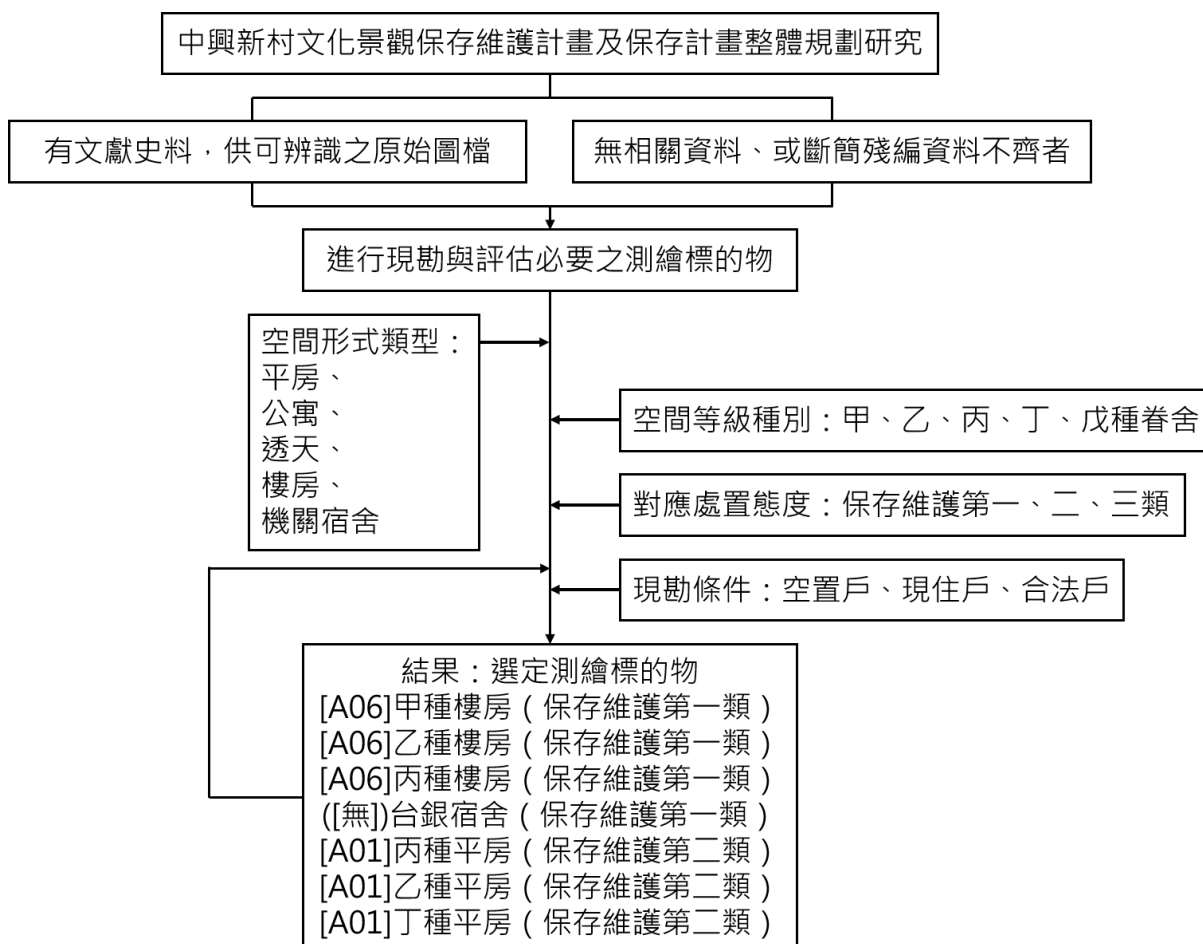 中興新村文化景觀保存維護計畫及保存計畫整體規劃研究
有文獻史料，供可辨識之原始圖檔
無相關資料、或斷簡殘編資料不齊者
進行現勘與評估必要之測繪標的物
空間形式類型：
平房、
公寓、
透天、
樓房、
機關宿舍
空間等級種別：甲、乙、丙、丁、戊種眷舍
對應處置態度：保存維護第一、二、三類
現勘條件：空置戶、現住戶、合法戶
結果：選定測繪標的物
[A06]甲種樓房（保存維護第一類）
[A06]乙種樓房（保存維護第一類）
[A06]丙種樓房（保存維護第一類）
([無])台銀宿舍（保存維護第一類）
[A01]丙種平房（保存維護第二類）
[A01]乙種平房（保存維護第二類）
[A01]丁種平房（保存維護第二類）